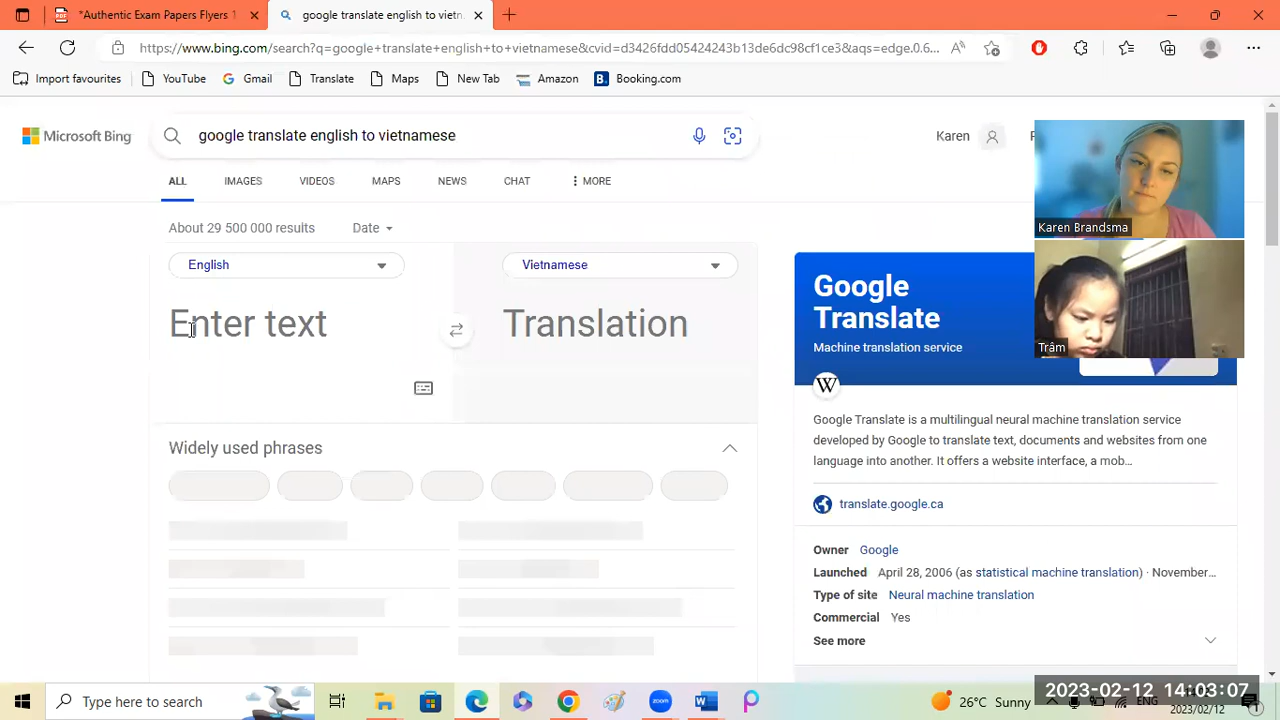 "Authentic Exam Papers Flyers 1
google translate english to vietn
https://www.bing.com/search?q=google+translate+english+to+vietnamese&cvid=d3426fdd05424243b13de6dc98cf1ce3&aqs=edge.0.6...
Import favourites YouTube Gmail Translate Maps New Tab Amazon Booking.com
Microsoft Bing
google translate english to vietnamese
Karen
ALL IMAGES VIDEOS MAPS NEWS CHAT MORE
About 29 500 000 results Date
English Vietnamese
Enter text Translation
Widely used phrases
Google
Translate
Machine translation service
W
Google Translate is a multilingual neural machine translation service
developed by Google to translate text, documents and websites from one
language into another. It offers a website interface, a mob...
translate.google.ca
Owner Google
Launched April 28, 2006 (as statistical machine translation) · November...
Type of site Neural machine translation
Commercial Yes
See more
Karen Brandsma
Trâm
Type here to search
zoom
26°C Sunny
ENG
2023-02-12 14:03:07
2023/02/12